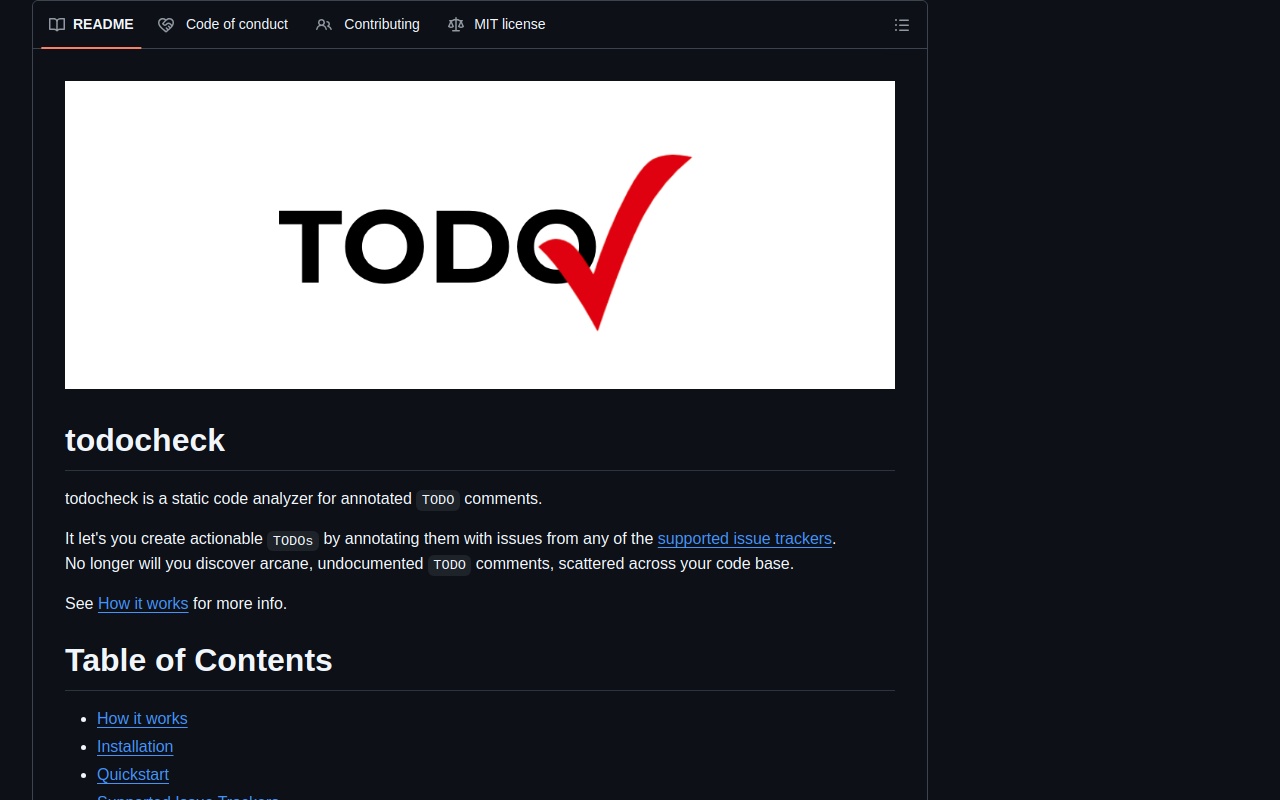 README
Code of conduct
Contributing
MIT license
TODO
todocheck
todocheck is a static code analyzer for annotated TODO comments.
It let's you create actionable TODOs by annotating them with issues from any of the supported issue trackers.
No longer will you discover arcane, undocumented TODO comments, scattered across your code base.
See How it works for more info.
Table of Contents
How it works
Installation
Quickstart
Supported Issue Trackers